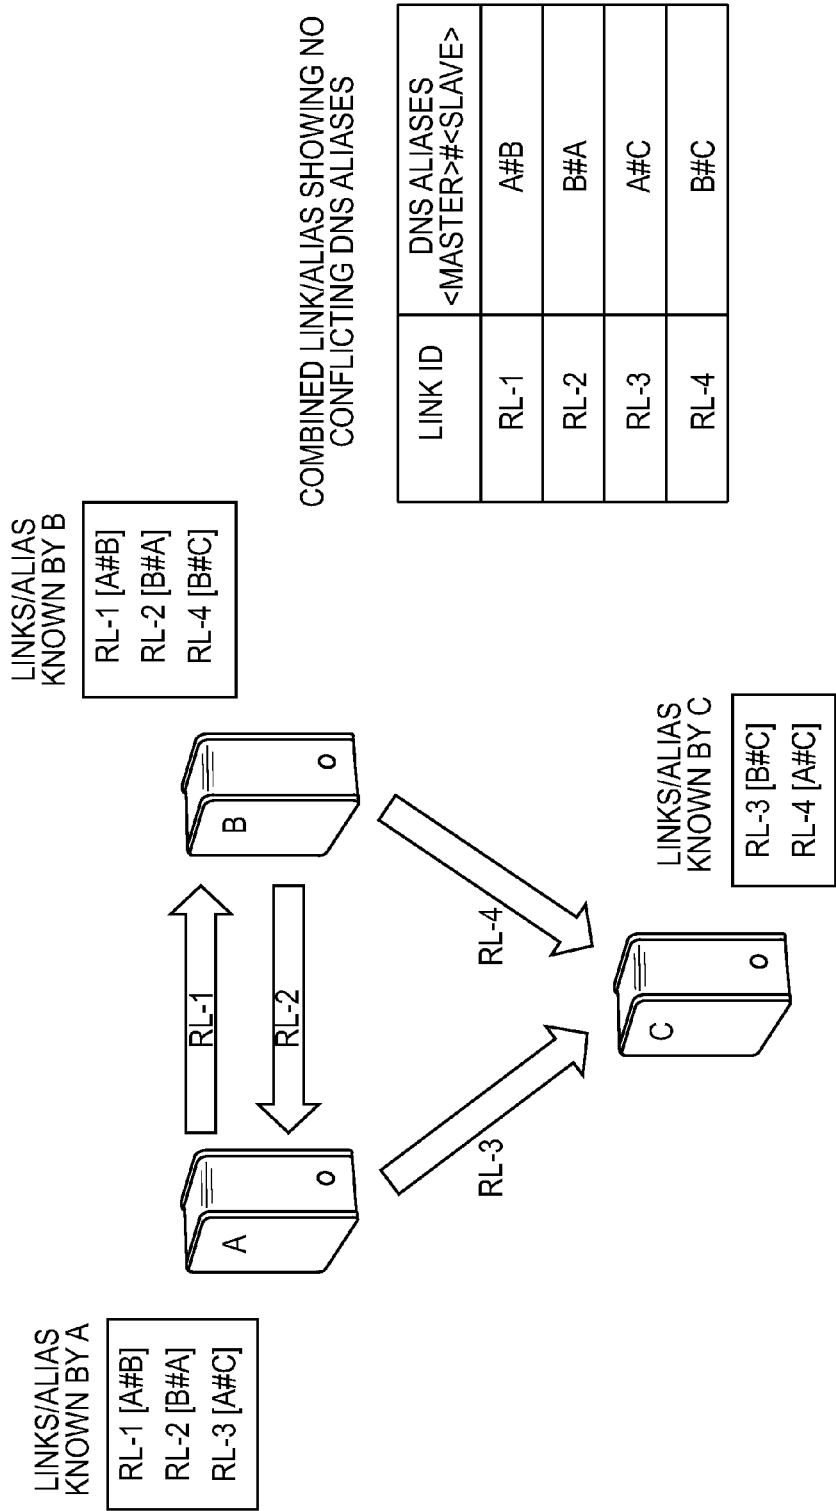 LINKS/ALIAS
KNOWN BY A
RL-1 [A#B]
RL-2 [B#A]
RL-3 [A#C]
A
RL-1
RL-2
B
LINKS/ALIAS
KNOWN BY B
RL-1 [A#B]
RL-2 [B#A]
RL-4 [B#C]
RL-3
RL-4
C
LINKS/ALIAS
KNOWN BY C
RL-3 [B#C]
RL-4 [A#C]
COMBINED LINK/ALIAS SHOWING NO
CONFLICTING DNS ALIASES
LINK ID
DNS ALIASES
<MASTER>#<SLAVE>
RL-1 A#B
RL-2 B#A
RL-3 A#C
RL-4 B#C